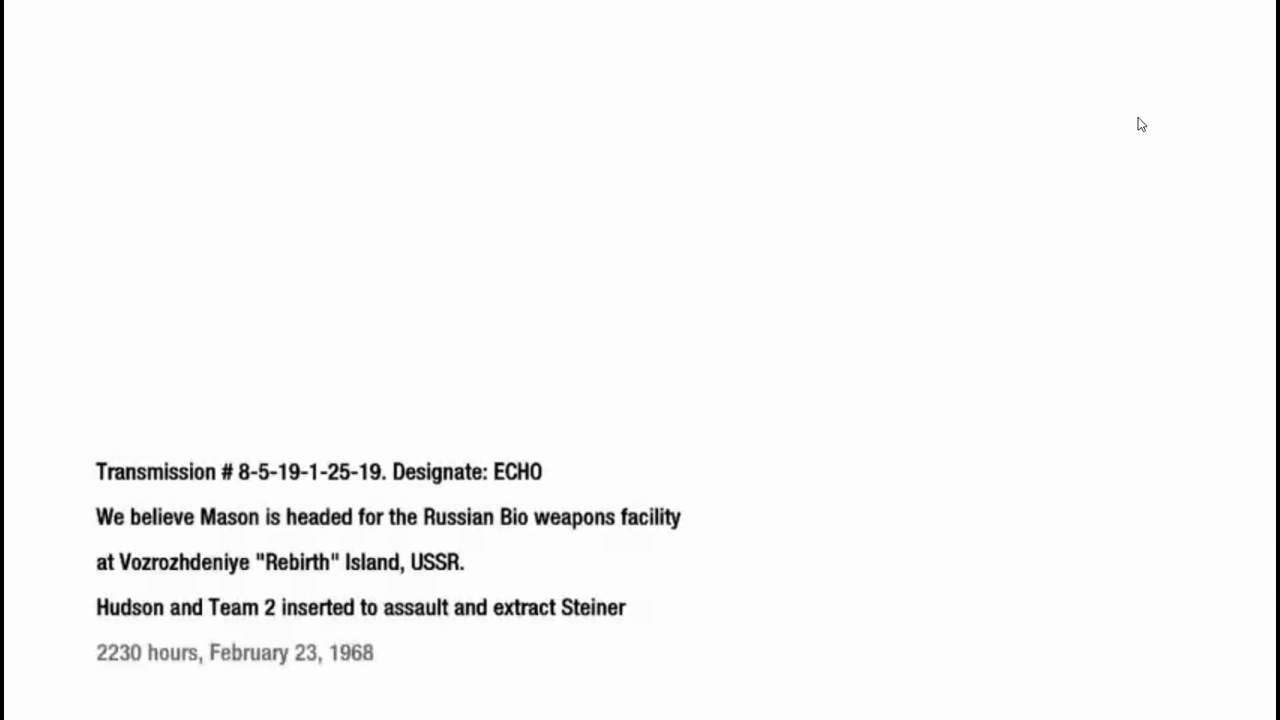 Transmission # 8-5-19-1-25-19. Designate: ECHO
We believe Mason is headed for the Russian Bio weapons facility
at Vozrozhdeniye "Rebirth" Island, USSR.
Hudson and Team 2 inserted to assault and extract Steiner
2230 hours, February 23, 1968